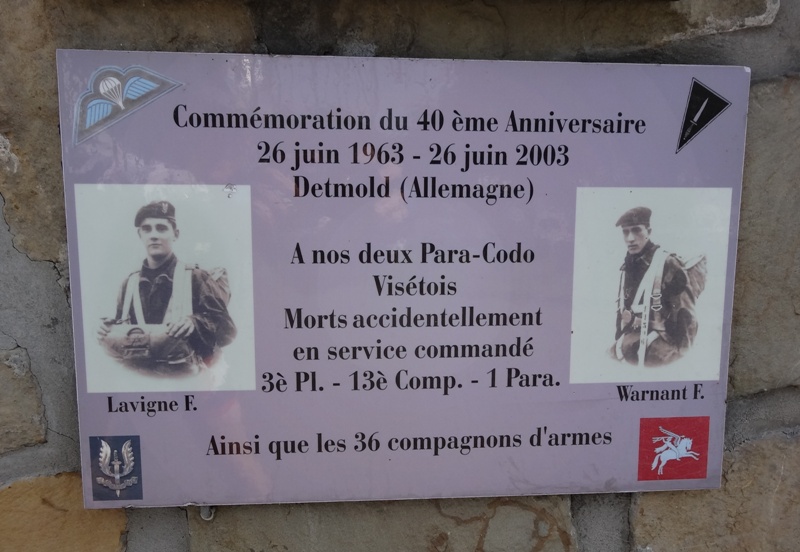 Commémoration du 40 ème Anniversaire
26 juin 1963 - 26 juin 2003
Detmold (Allemagne)
A nos deux Para-Codo
Visétois
Morts accidentellement
en service commandé
3è Pl. - 13è Comp. - 1 Para.
Lavigne F.
Warnant F.
Ainsi que les 36 compagnons d'armes